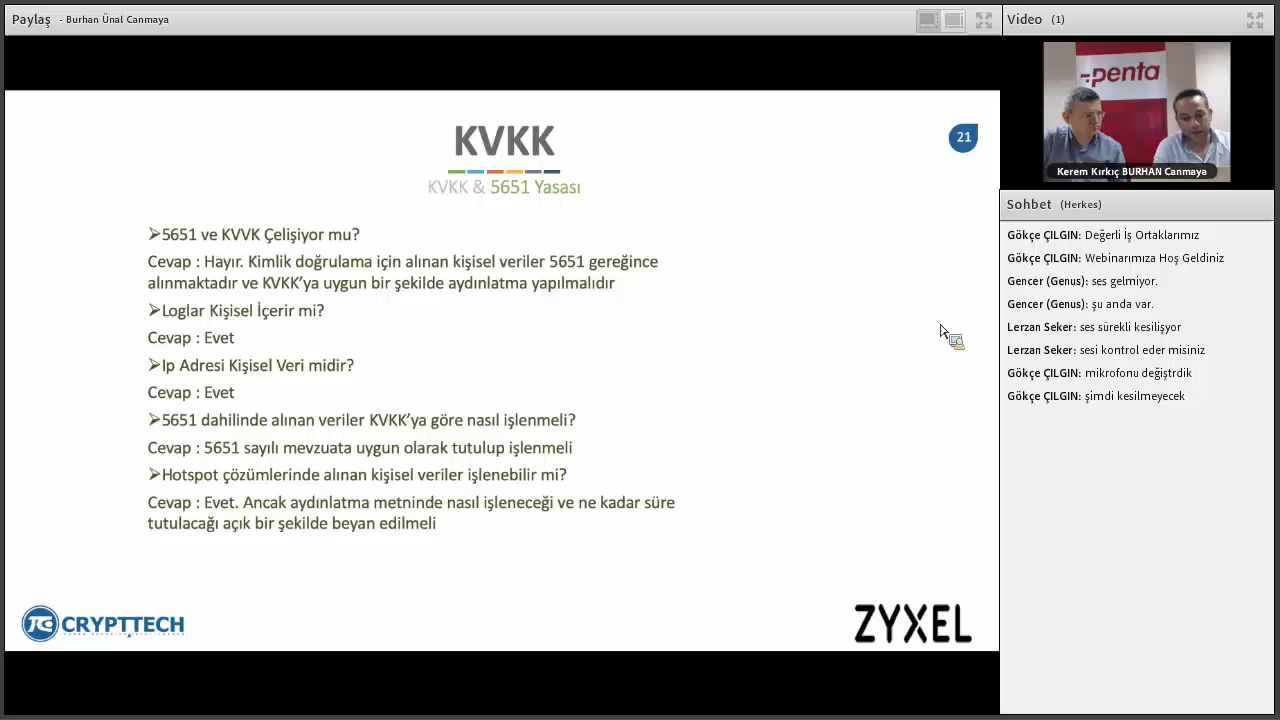 Paylaş - Burhan Ünal Canmaya
KVKK
21
KVKK & 5651 Yasası
➢5651 ve KVVK Çelişiyor mu?
Cevap : Hayır. Kimlik doğrulama için alınan kişisel veriler 5651 gereğince
alınmaktadır ve KVKK’ya uygun bir şekilde aydınlatma yapılmalıdır
➢Loglar Kişisel İçerir mi?
Cevap : Evet
➢Ip Adresi Kişisel Veri midir?
Cevap : Evet
➢5651 dahilinde alınan veriler KVKK’ya göre nasıl işlenmeli?
Cevap : 5651 sayılı mevzuata uygun olarak tutulup işlenmeli
➢Hotspot çözümlerinde alınan kişisel veriler işlenebilir mi?
Cevap : Evet. Ancak aydınlatma metninde nasıl işleneceği ve ne kadar süre
tutulacağı açık bir şekilde beyan edilmeli
CRYPTTECH
ZYXEL
Video (1)
penta
Kerem Kırkıç BURHAN Canmaya
Sohbet (Herkes)
Gökçe ÇILGIN: Değerli İş Ortaklarımız
Gökçe ÇILGIN: Webinarımıza Hoş Geldiniz
Gencer (Genus): ses gelmiyor.
Gencer (Genus): şu anda var.
Lerzan Seker: ses sürekli kesilişyor
Lerzan Seker: sesi kontrol eder misiniz
Gökçe ÇILGIN: mikrofonu değiştrdik
Gökçe ÇILGIN: şimdi kesilmeyecek